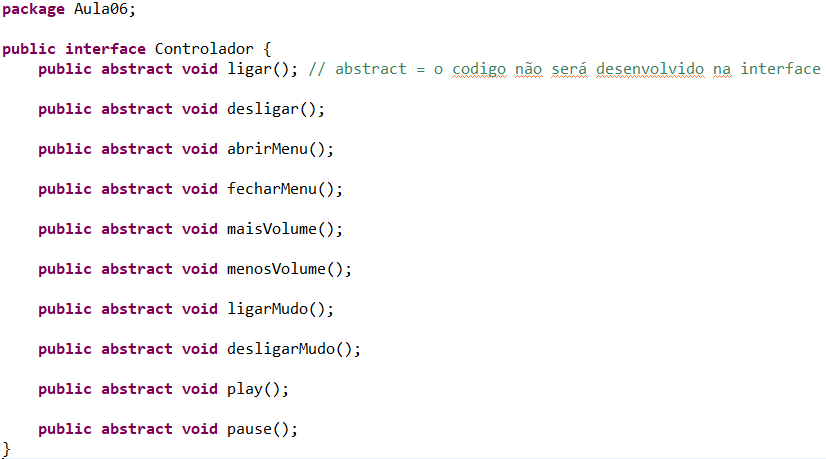 package Aula06;
public interface Controlador {
public abstract void ligar(); // abstract = o codigo não será desenvolvido na interface
public abstract void desligar();
public abstract void abrirMenu();
public abstract void fecharMenu();
public abstract void maisVolume();
public abstract void menosVolume();
public abstract void ligarMudo();
public abstract void desligarMudo();
public abstract void play();
public abstract void pause();
}